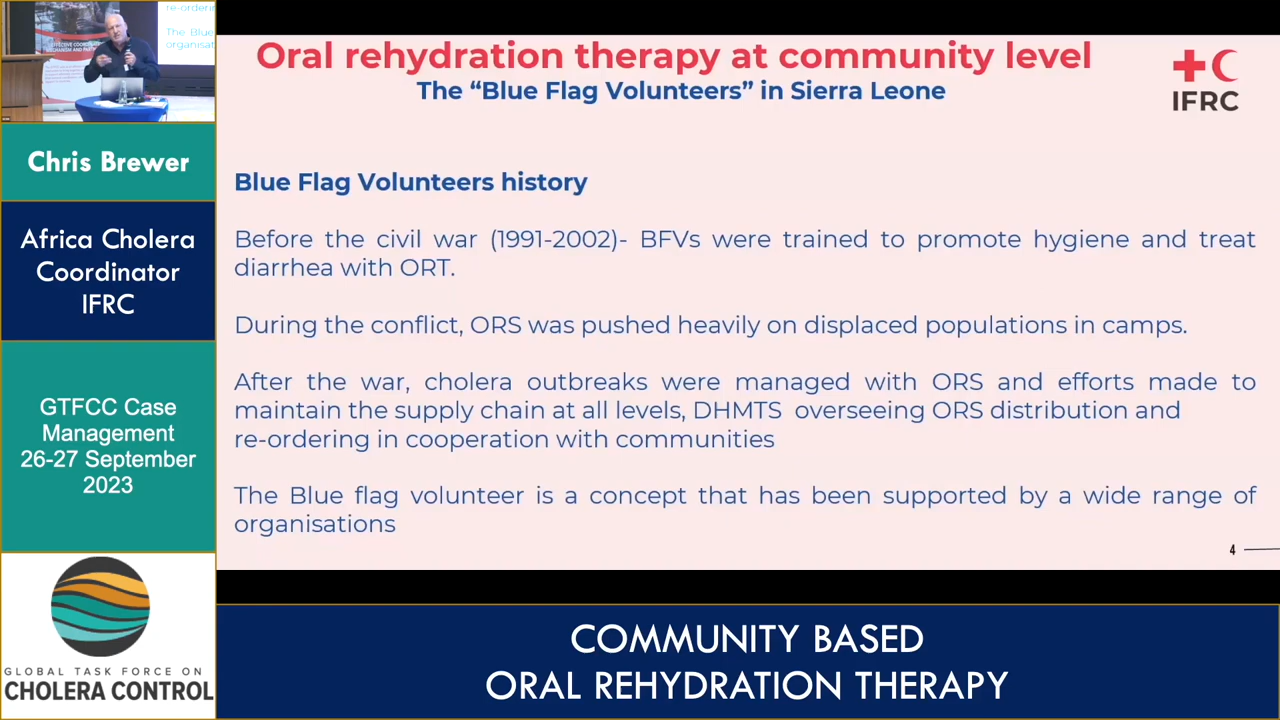 re-ordering
The Blue
organisat
Oral rehydration therapy at community level
The “Blue Flag Volunteers” in Sierra Leone
IFRC
Chris Brewer
Africa Cholera
Coordinator
IFRC
GTFCC Case
Management
26-27 September
2023
GLOBAL TASK FORCE ON
CHOLERA CONTROL
Blue Flag Volunteers history
Before the civil war (1991-2002)- BFVs were trained to promote hygiene and treat
diarrhea with ORT.
During the conflict, ORS was pushed heavily on displaced populations in camps.
After the war, cholera outbreaks were managed with ORS and efforts made to
maintain the supply chain at all levels, DHMTS overseeing ORS distribution and
re-ordering in cooperation with communities
The Blue flag volunteer is a concept that has been supported by a wide range of
organisations
4
COMMUNITY BASED
ORAL REHYDRATION THERAPY